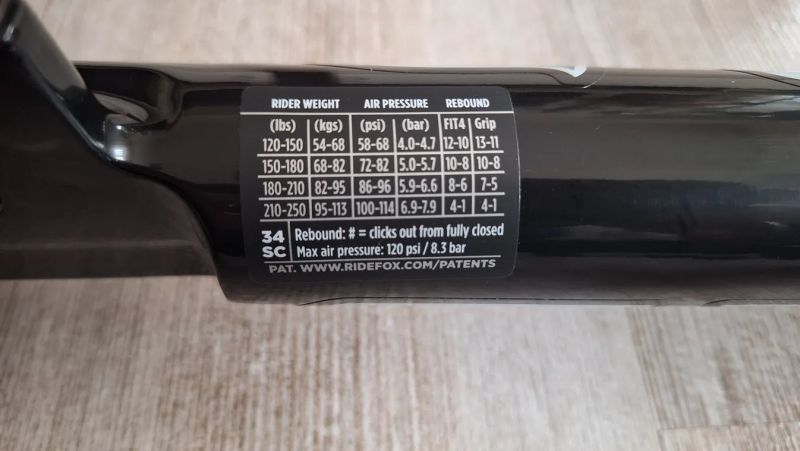 RIDER WEIGHT AIR PRESSURE REBOUND
(lbs) (kgs) (psi) (bar) FIT4 Grip
120-150 54-68 58-68 4.0-4.7 12-10 13-11
150-180 68-82 72-82 5.0-5.7 10-8 10-8
180-210 82-95 86-96 5.9-6.6 8-6 7-5
210-250 95-113 100-114 6.9-7.9 4-1 4-1
34 SC
Rebound: # = clicks out from fully closed
Max air pressure: 120 psi / 8.3 bar
PAT. WWW.RIDEFOX.COM/PATENTS